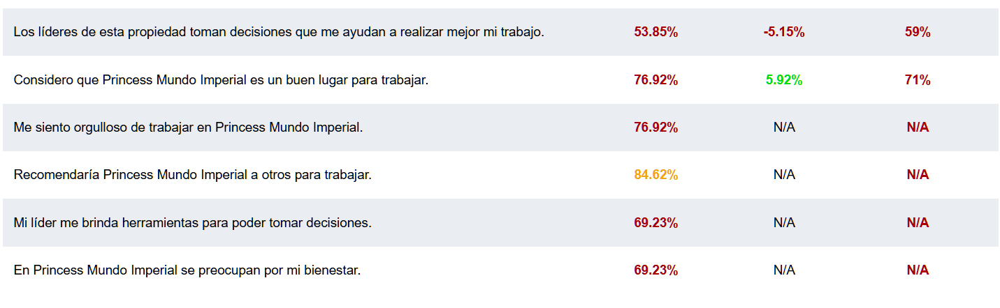 Los líderes de esta propiedad toman decisiones que me ayudan a realizar mejor mi trabajo. 53.85% -5.15% 59%
Considero que Princess Mundo Imperial es un buen lugar para trabajar. 76.92% 5.92% 71%
Me siento orgulloso de trabajar en Princess Mundo Imperial. 76.92% N/A N/A
Recomendaría Princess Mundo Imperial a otros para trabajar. 84.62% N/A N/A
Mi líder me brinda herramientas para poder tomar decisiones. 69.23% N/A N/A
En Princess Mundo Imperial se preocupan por mi bienestar. 69.23% N/A N/A